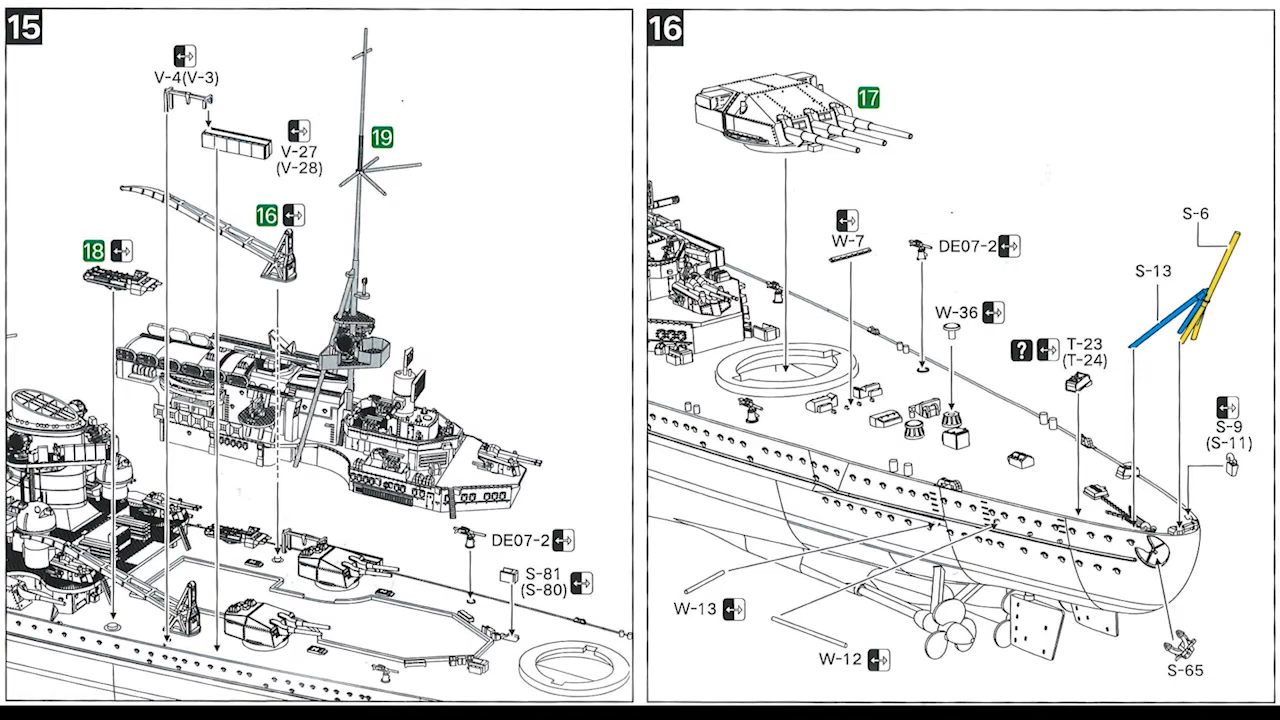 15
V-4(V-3)
V-27
(V-28)
19
16
18
DE07-2
S-81
(S-80)
16
17
W-7
DE07-2
W-36
?
T-23
(T-24)
S-6
S-13
S-9
(S-11)
W-13
W-12
S-65